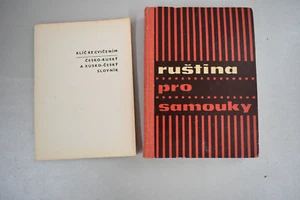 KLÍČ KE CVIČENÍM
ČESKO-RUSKÝ
A RUSKO-ČESKÝ
SLOVNÍK
ruština
pro
samouky